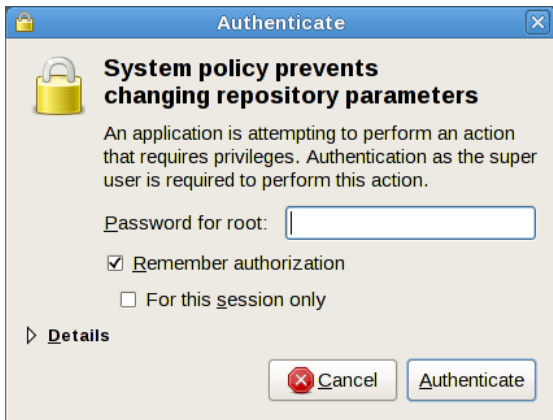 Authenticate
System policy prevents
changing repository parameters
An application is attempting to perform an action
that requires privileges. Authentication as the super
user is required to perform this action.
Password for root:
Remember authorization
For this session only
Details
Cancel
Authenticate